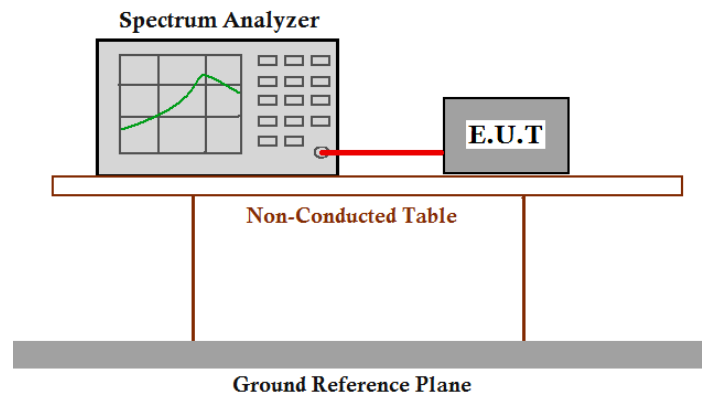 Spectrum Analyzer
E.U.T
Non-Conducted Table
Ground Reference Plane